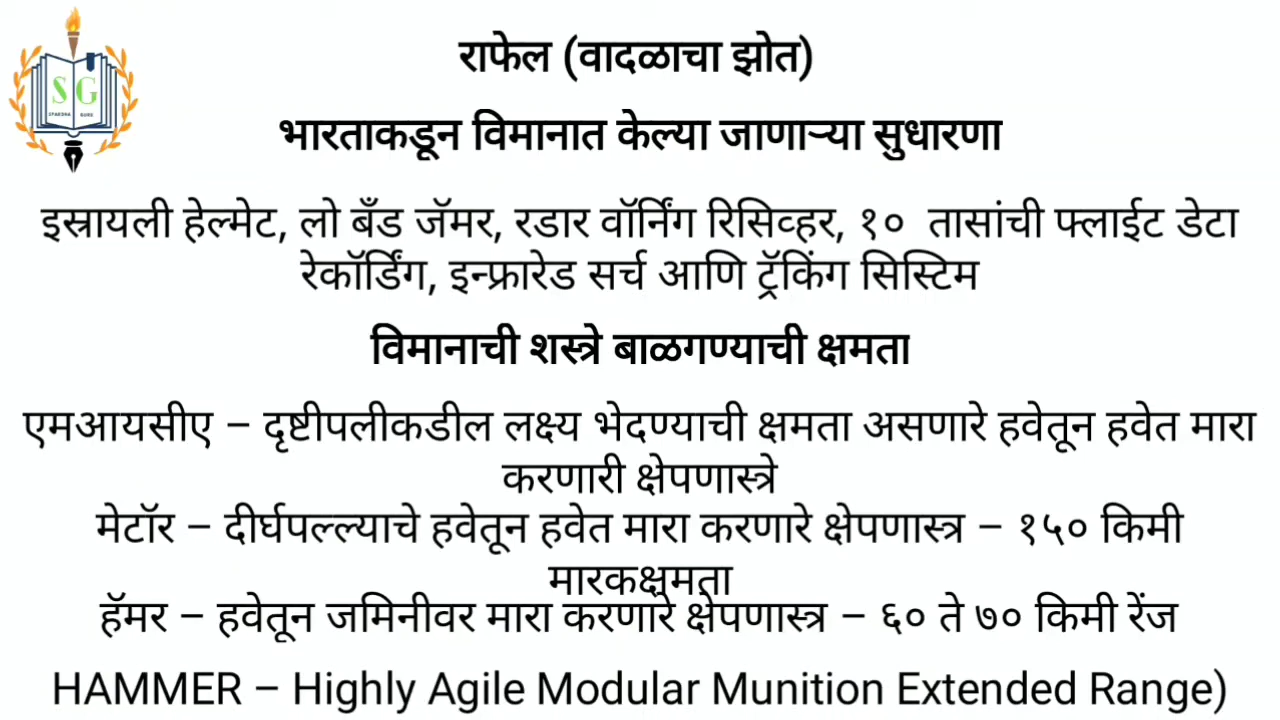 S G
राफेल (वादळाचा झोत)
भारताकडून विमानात केल्या जाणाऱ्या सुधारणा
इस्रायली हेल्मेट, लो बँड जॅमर, रडार वॉर्निंग रिसिव्हर, १० तासांची फ्लाईट डेटा
रेकॉर्डिंग, इन्फ्रारेड सर्च आणि ट्रॅकिंग सिस्टिम
विमानाची शस्त्रे बाळगण्याची क्षमता
एमआयसीए – दृष्टीपलीकडील लक्ष्य भेदण्याची क्षमता असणारे हवेतून हवेत मारा
करणारी क्षेपणास्त्रे
मेटॉर – दीर्घपल्ल्याचे हवेतून हवेत मारा करणारे क्षेपणास्त्र – १५० किमी
मारकक्षमता
हॅमर – हवेतून जमिनीवर मारा करणारे क्षेपणास्त्र – ६० ते ७० किमी रेंज
HAMMER – Highly Agile Modular Munition Extended Range)